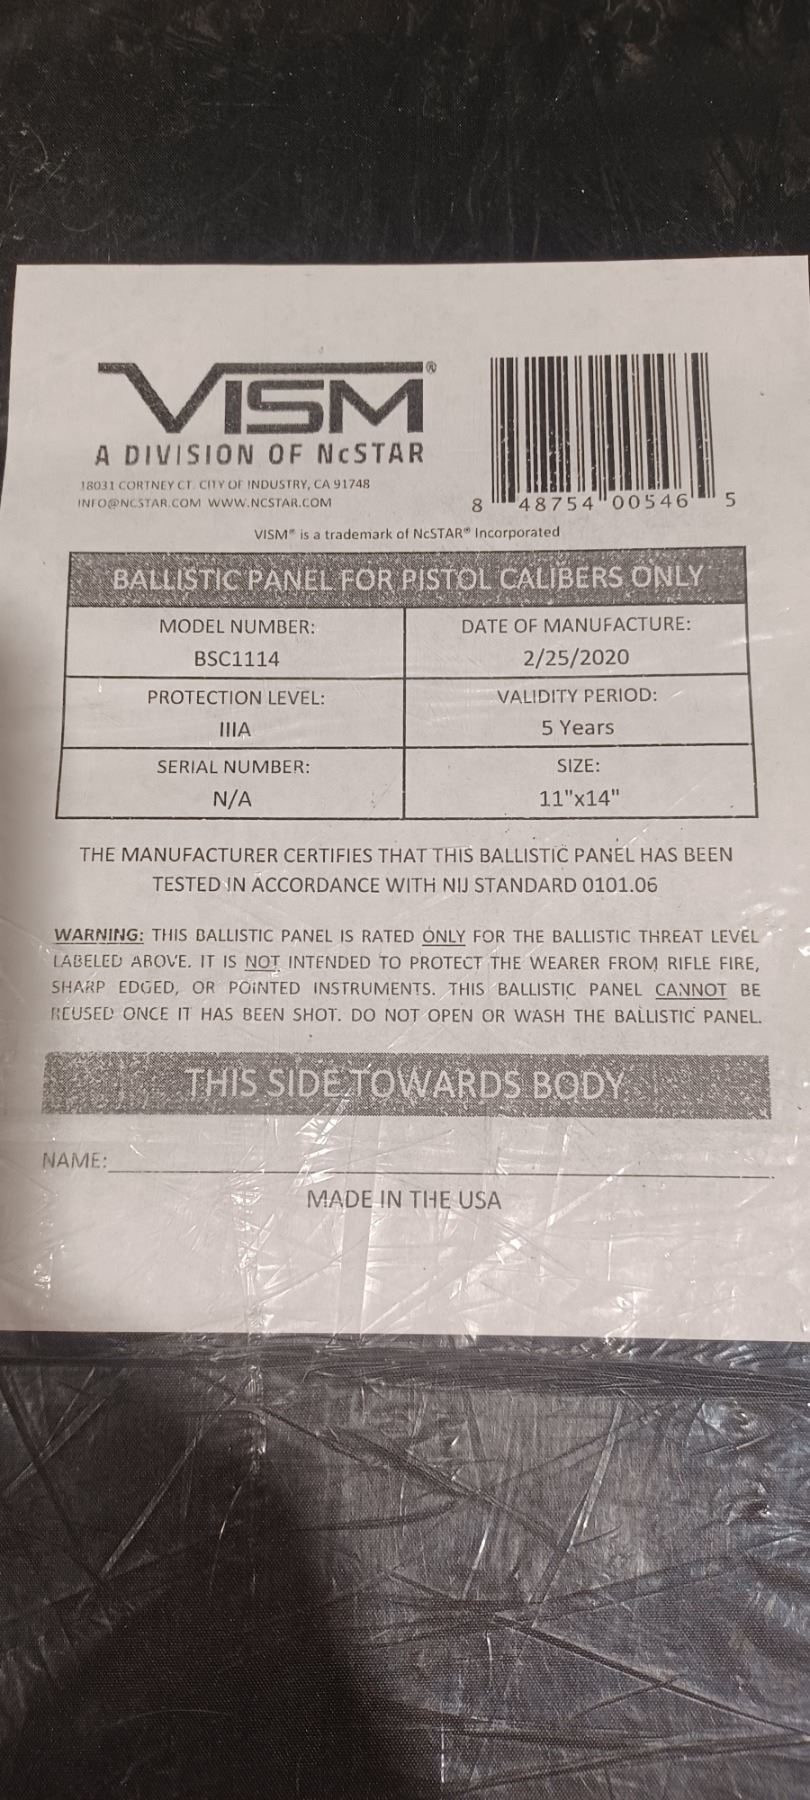 VISM®
A DIVISION OF NcSTAR
18031 CORTNEY CT. CITY OF INDUSTRY, CA 91748
INFO@NCSTAR.COM WWW.NCSTAR.COM
8 48754 00546 5
VISM® is a trademark of NcSTAR® Incorporated
BALLISTIC PANEL FOR PISTOL CALIBERS ONLY
MODEL NUMBER:
BSC1114
DATE OF MANUFACTURE:
2/25/2020
PROTECTION LEVEL:
IIIA
VALIDITY PERIOD:
5 Years
SERIAL NUMBER:
N/A
SIZE:
11"x14"
THE MANUFACTURER CERTIFIES THAT THIS BALLISTIC PANEL HAS BEEN
TESTED IN ACCORDANCE WITH NIJ STANDARD 0101.06
WARNING: THIS BALLISTIC PANEL IS RATED ONLY FOR THE BALLISTIC THREAT LEVEL
LABELED ABOVE. IT IS NOT INTENDED TO PROTECT THE WEARER FROM RIFLE FIRE,
SHARP EDGED, OR POINTED INSTRUMENTS. THIS BALLISTIC PANEL CANNOT BE
REUSED ONCE IT HAS BEEN SHOT. DO NOT OPEN OR WASH THE BALLISTIC PANEL.
THIS SIDE TOWARDS BODY
NAME:
MADE IN THE USA